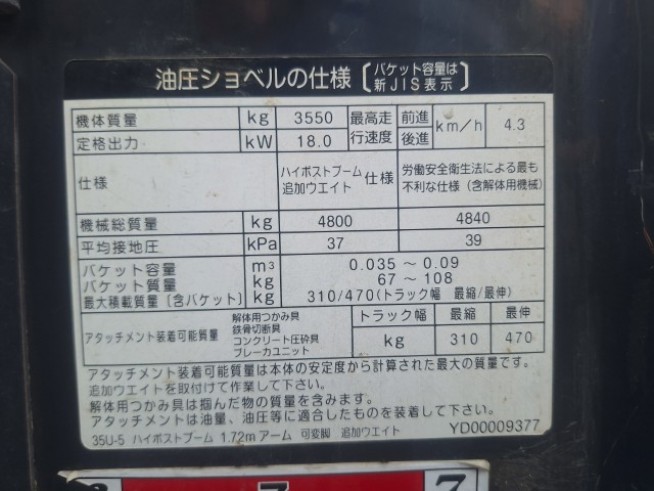 油圧ショベルの仕様〔バケット容量は新JIS表示〕
機体質量 kg 3550 最高走行速度 前進 後進 km/h 4.3
定格出力 kW 18.0
仕様 ハイポストブーム 追加ウエイト 仕様 労働安全衛生法による最も不利な仕様（含解体用機械）
機械総質量 kg 4800 4840
平均接地圧 kPa 37 39
バケット容量 m3 0.035 ～ 0.09
バケット質量 kg 67 ～ 108
最大積載質量〔含バケット〕 kg 310/470(トラック幅 最縮/最伸)
アタッチメント装着可能質量 解体用つかみ具 鉄骨切断具 コンクリート圧砕具 ブレーカユニット トラック幅 最縮 最伸
kg 310 470
アタッチメント装着可能質量は本体の安定度から計算された最大の質量です。
追加ウエイトを取付けて作業して下さい。
解体用つかみ具は掴んだ物の質量を含みます。
アタッチメントは油量、油圧等に適合したものを装着して下さい。
35U-5 ハイポストブーム 1.72m アーム 可変脚 追加ウエイト YD00009377